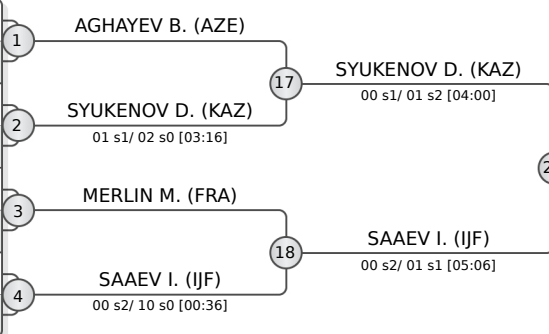 AGHAYEV B. (AZE)
1
17
SYUKENOV D. (KAZ)
00 s1/ 01 s2 [04:00]
SYUKENOV D. (KAZ)
2
01 s1/ 02 s0 [03:16]
MERLIN M. (FRA)
3
18
SAAEV I. (IJF)
00 s2/ 01 s1 [05:06]
SAAEV I. (IJF)
4
00 s2/ 10 s0 [00:36]